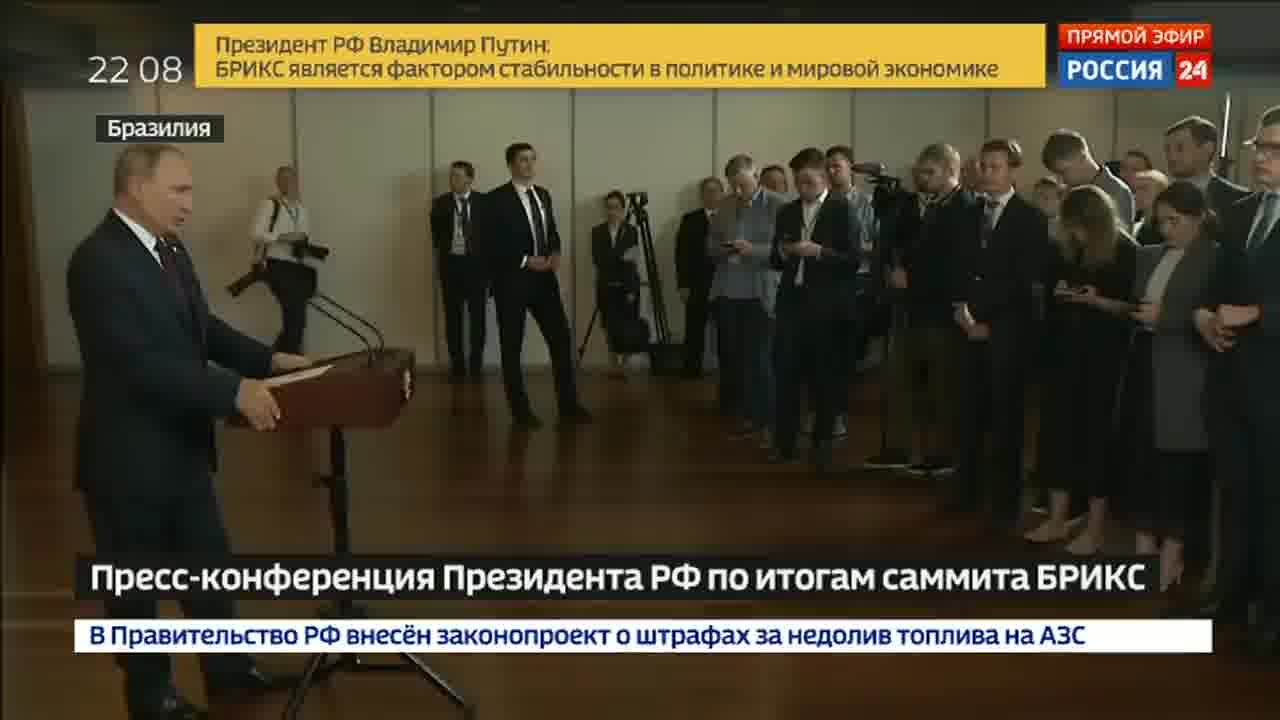 22 08
Президент РФ Владимир Путин:
БРИКС является фактором стабильности в политике и мировой экономике
ПРЯМОЙ ЭФИР
РОССИЯ 24
Бразилия
Пресс-конференция Президента РФ по итогам саммита БРИКС
В Правительство РФ внесён законопроект о штрафах за недолив топлива на АЗС